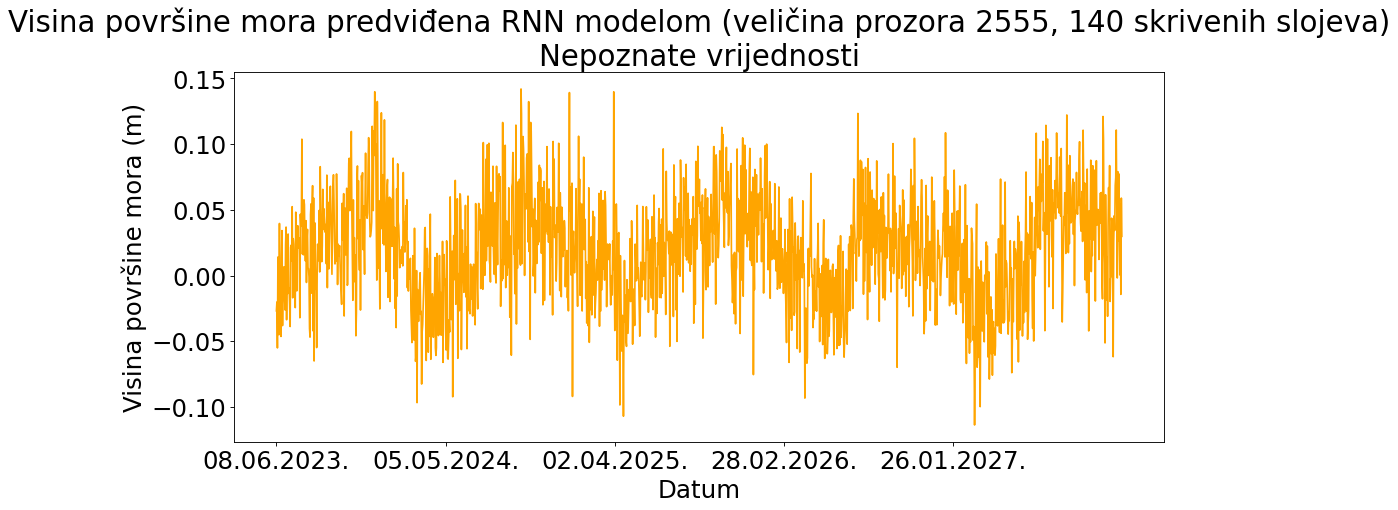 Visina površine mora predviđena RNN modelom (veličina prozora 2555, 140 skrivenih slojeva)
Nepoznate vrijednosti
Visina površine mora (m)
0.15
0.10
0.05
0.00
−0.05
−0.10
08.06.2023. 05.05.2024. 02.04.2025. 28.02.2026. 26.01.2027.
Datum